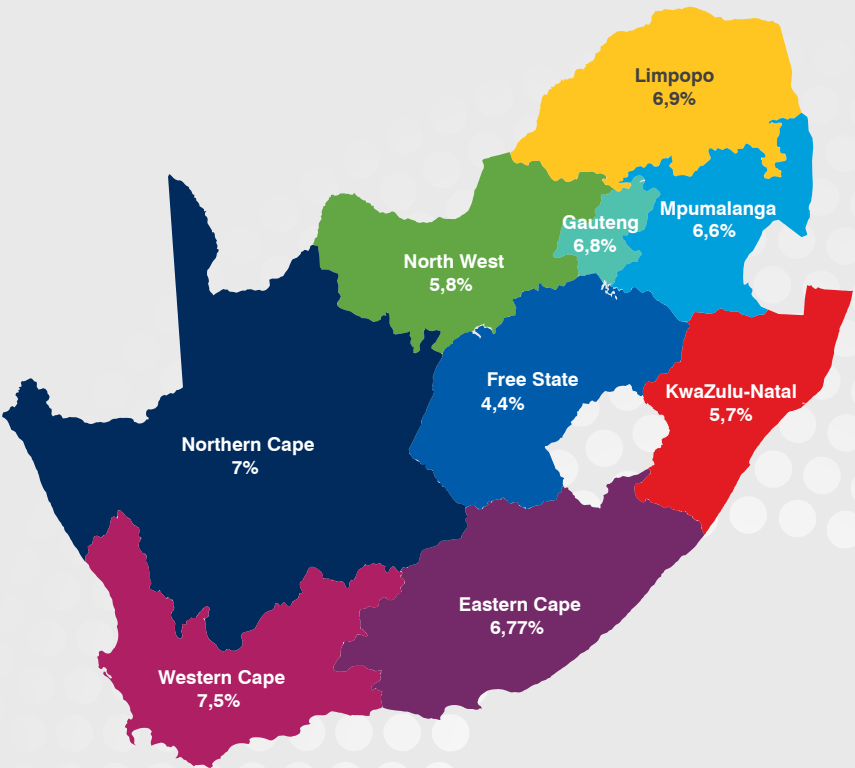 Limpopo
6,9%
Mpumalanga
6,6%
Gauteng
6,8%
North West
5,8%
Free State
4,4%
KwaZulu-Natal
5,7%
Northern Cape
7%
Eastern Cape
6,77%
Western Cape
7,5%